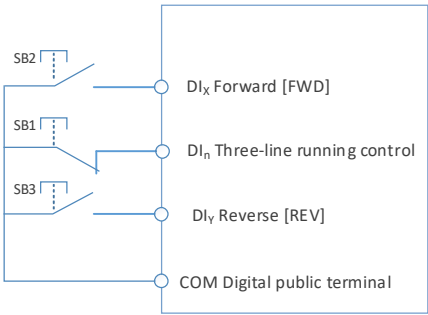 SB2
DIX Forward [FWD]
SB1
DIn Three-line running control
SB3
DIY Reverse [REV]
COM Digital public terminal